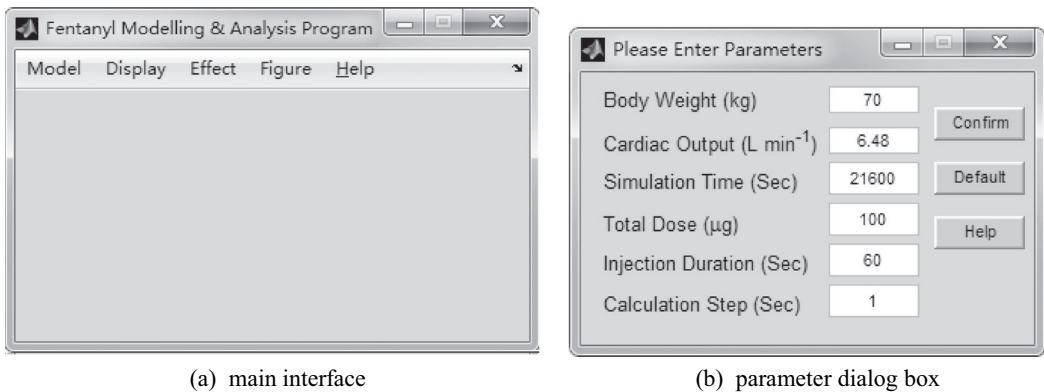 Fentanyl Modelling & Analysis Program
Model Display Effect Figure Help
(a) main interface
Please Enter Parameters
Body Weight (kg) 70
Cardiac Output (L min⁻¹) 6.48
Simulation Time (Sec) 21600
Total Dose (μg) 100
Injection Duration (Sec) 60
Calculation Step (Sec) 1
Confirm
Default
Help
(b) parameter dialog box